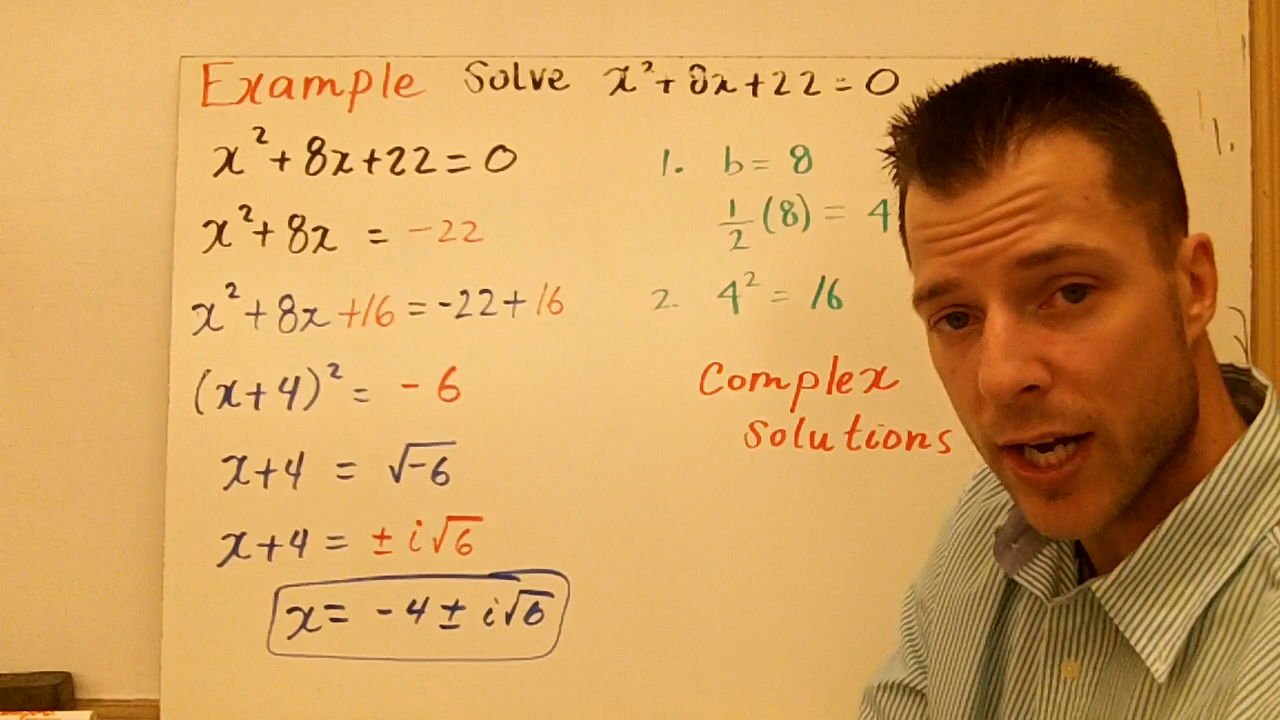 Example Solve x²+8x+22=0
x²+8x+22=0
x²+8x = -22
x²+8x+16=-22+16
(x+4)²= -6
x+4 = √-6
x+4= ±i√6
x= -4±i√6
1. b= 8
1/2 (8) = 4
2. 4²= 16
Complex
solutions